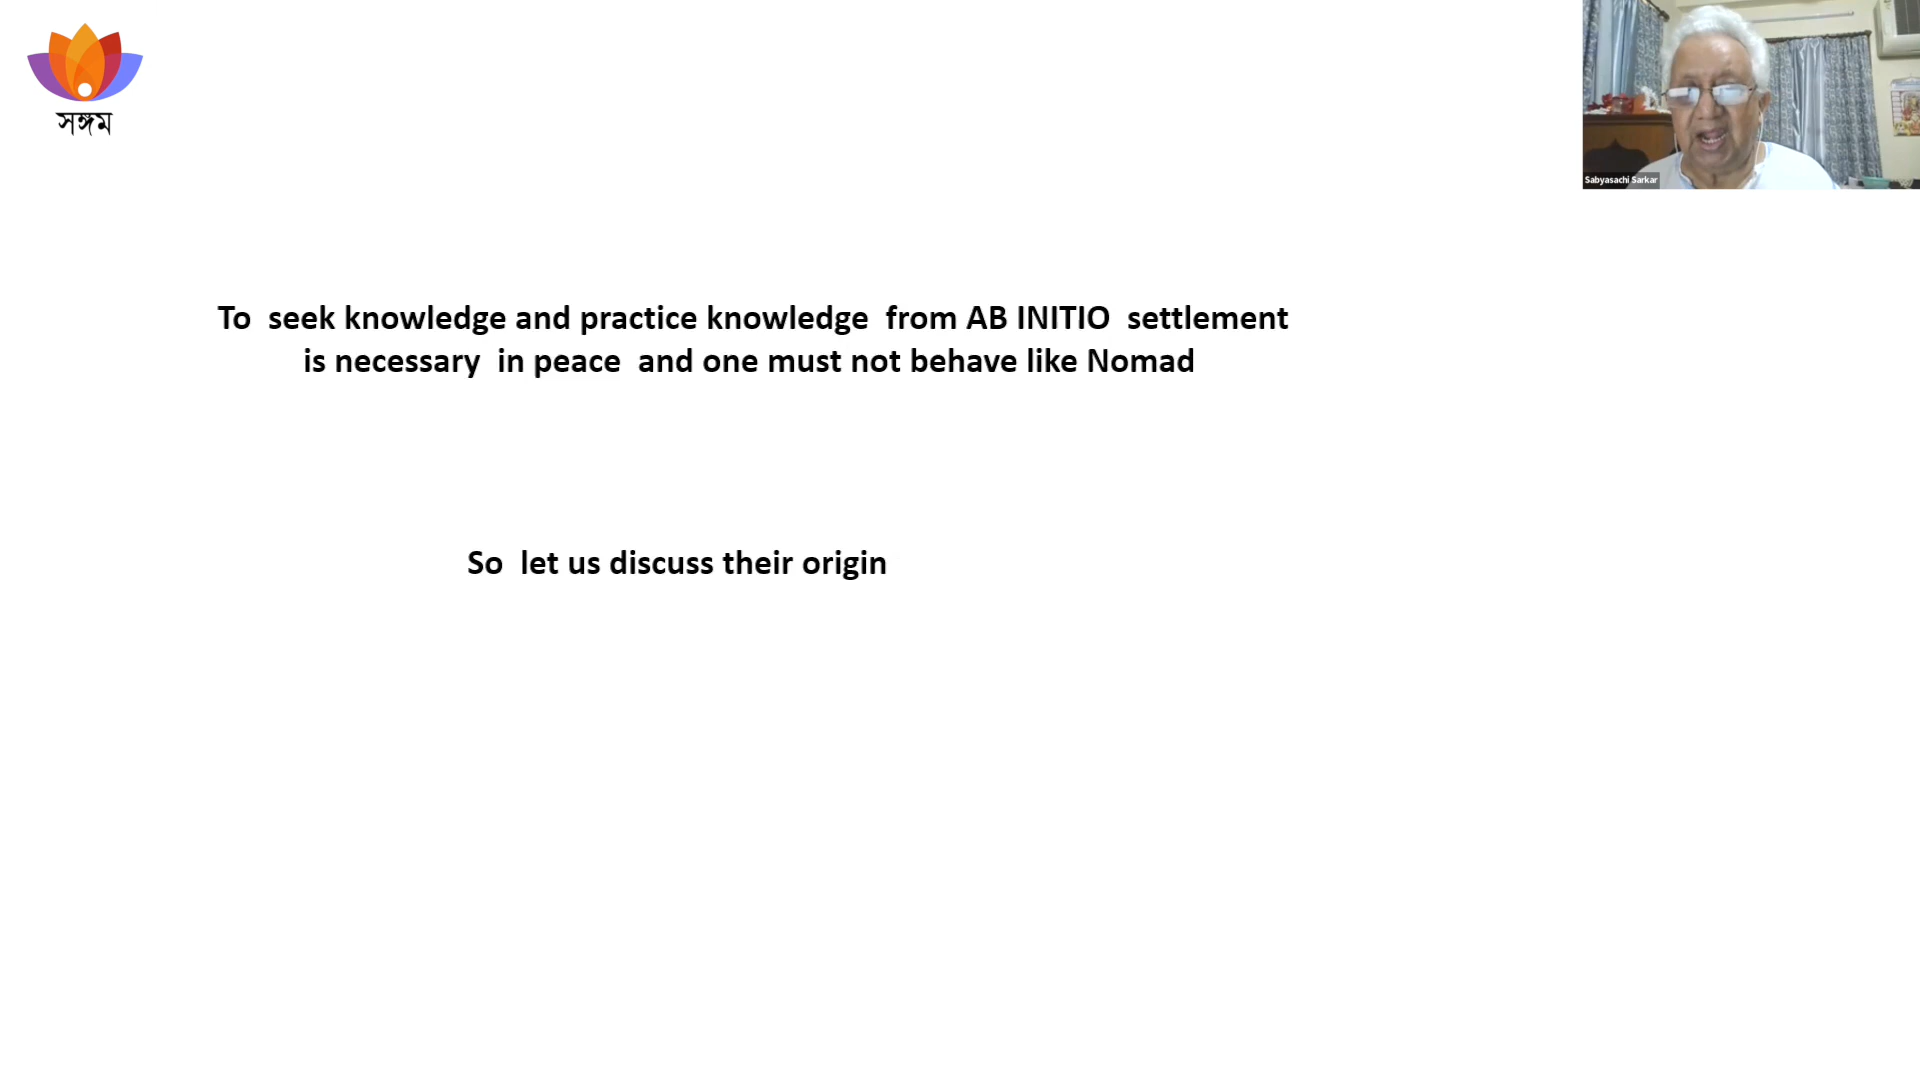 সঙ্গম
Sabyasachi Sarkar
To seek knowledge and practice knowledge from AB INITIO settlement
is necessary in peace and one must not behave like Nomad
So let us discuss their origin